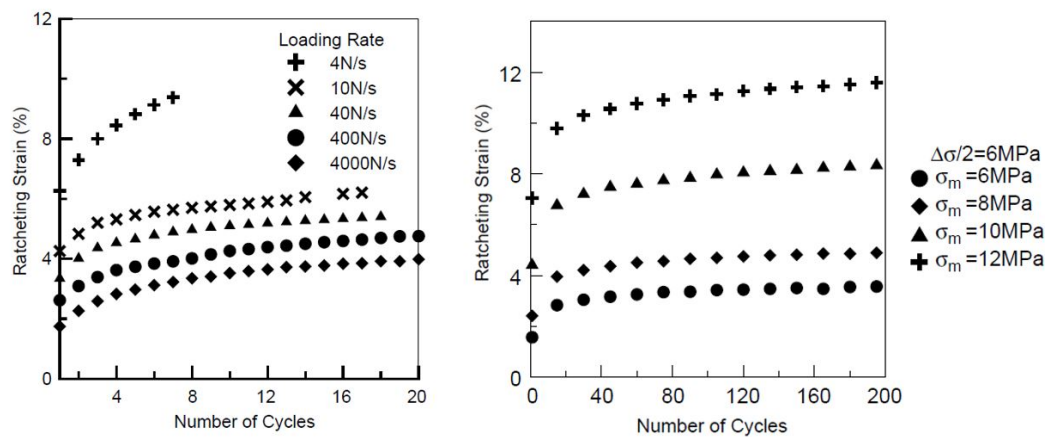 12
8
4
0
Ratcheting Strain (%)
Loading Rate
4N/s
10N/s
40N/s
400N/s
4000N/s
4 8 12 16 20
Number of Cycles
12
8
4
0
Ratcheting Strain (%)
0 40 80 120 160 200
Number of Cycles
Δσ/2=6MPa
σm =6MPa
σm =8MPa
σm =10MPa
σm =12MPa